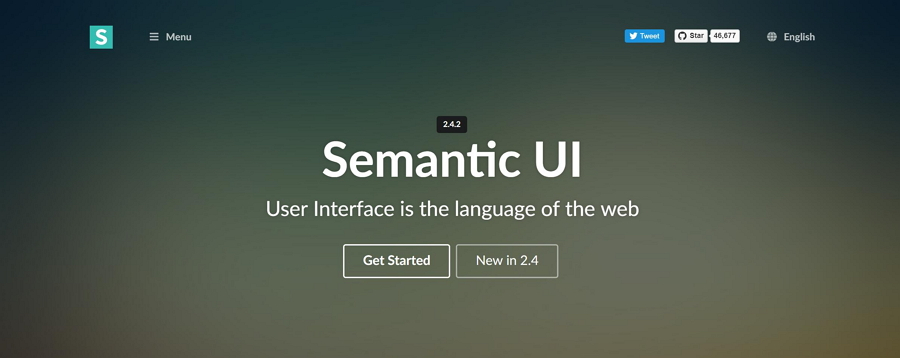 S
Menu
Tweet
Star
46,677
English
2.4.2
Semantic UI
User Interface is the language of the web
Get Started
New in 2.4